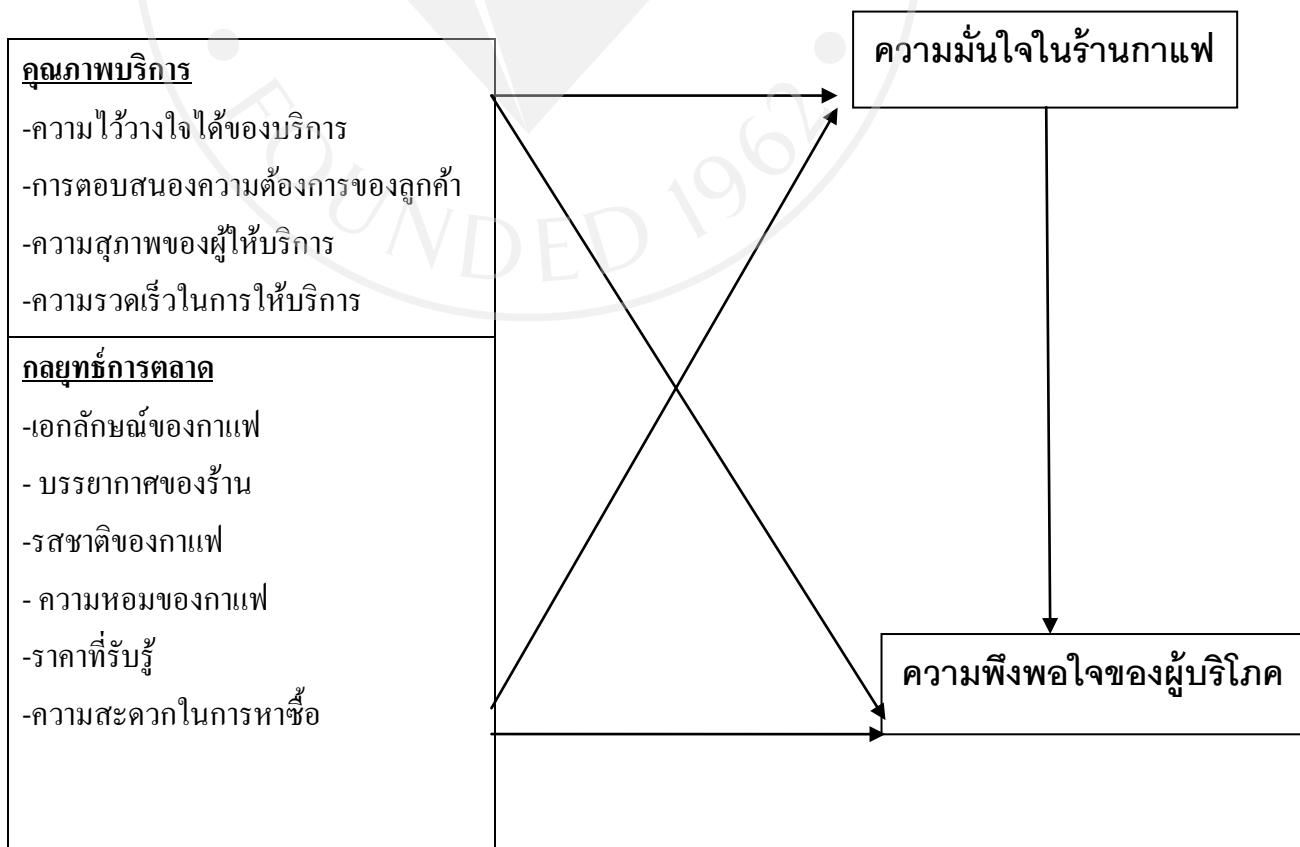 คุณภาพบริการ
-ความไว้วางใจได้ของบริการ
-การตอบสนองความต้องการของลูกค้า
-ความสุภาพของผู้ให้บริการ
-ความรวดเร็วในการให้บริการ
กลยุทธ์การตลาด
-เอกลักษณ์ของกาแฟ
- บรรยากาศของร้าน
-รสชาติของกาแฟ
- ความหอมของกาแฟ
-ราคาที่รับรู้
-ความสะดวกในการหาซื้อ
ความมั่นใจในร้านกาแฟ
ความพึงพอใจของผู้บริโภค
FOUNDED 1962